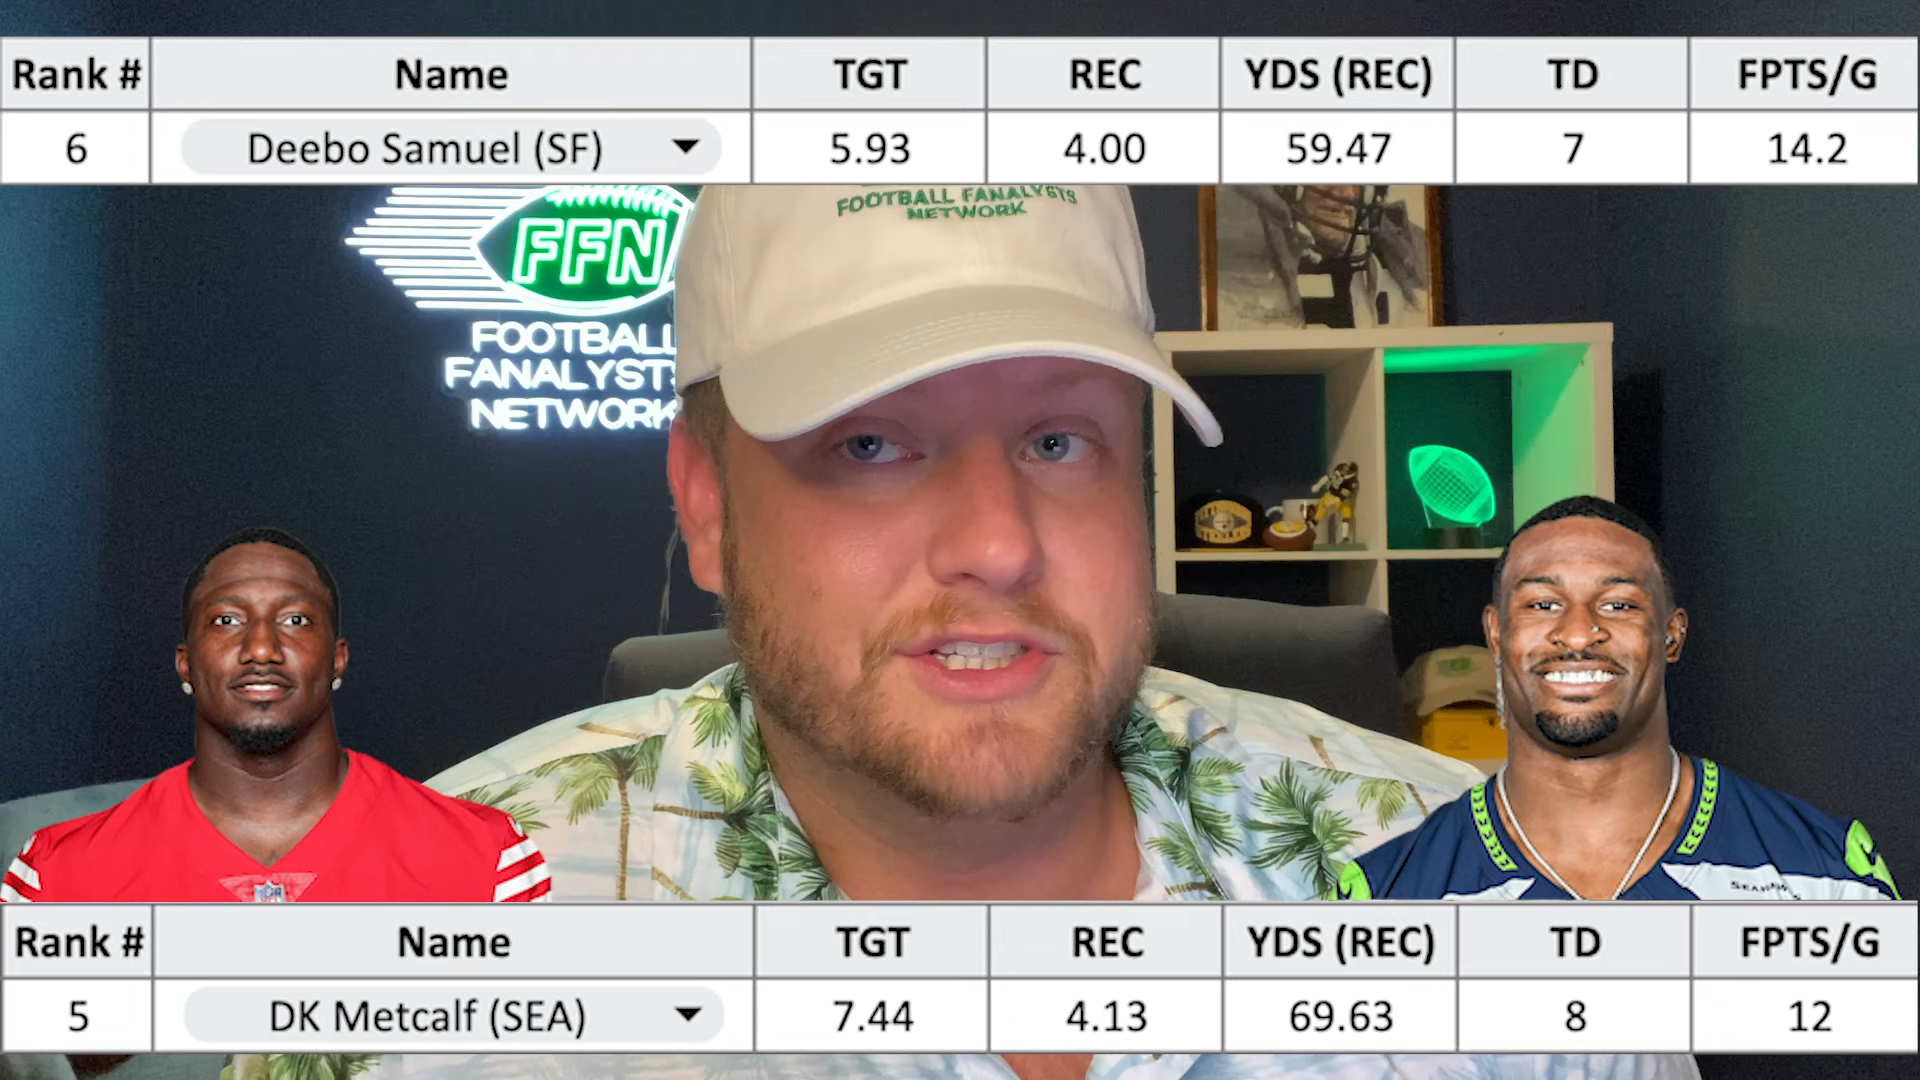 Rank # Name TGT REC YDS (REC) TD FPTS/G
6 Deebo Samuel (SF) 5.93 4.00 59.47 7 14.2
FOOTBALL FANALYSTS
NETWORK
FFN
FOOTBALL
FANALYSTS
NETWORK
Rank # Name TGT REC YDS (REC) TD FPTS/G
5 DK Metcalf (SEA) 7.44 4.13 69.63 8 12